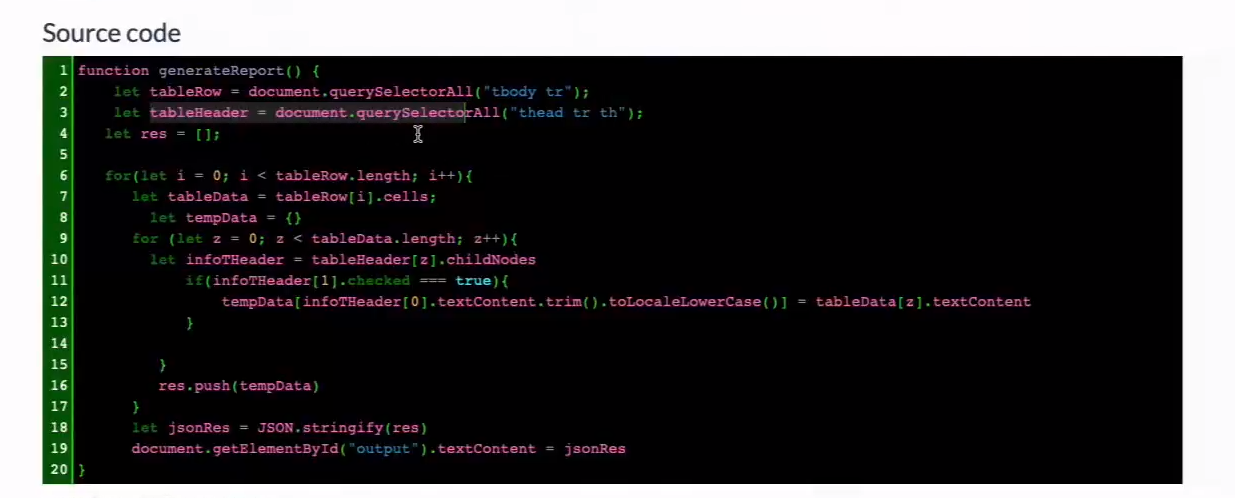 Source code
1 function generateReport() {
2 let tableRow = document.querySelectorAll("tbody tr");
3 let tableHeader = document.querySelectorAll("thead tr th");
4 let res = [];
5
6 for(let i = 0; i < tableRow.length; i++){
7 let tableData = tableRow[i].cells;
8 let tempData = {}
9 for (let z = 0; z < tableData.length; z++){
10 let infoTHeader = tableHeader[z].childNodes
11 if(infoTHeader[1].checked === true){
12 tempData[infoTHeader[0].textContent.trim().toLocaleLowerCase()] = tableData[z].textContent
13 }
14
15 }
16 res.push(tempData)
17 }
18 let jsonRes = JSON.stringify(res)
19 document.getElementById("output").textContent = jsonRes
20 }